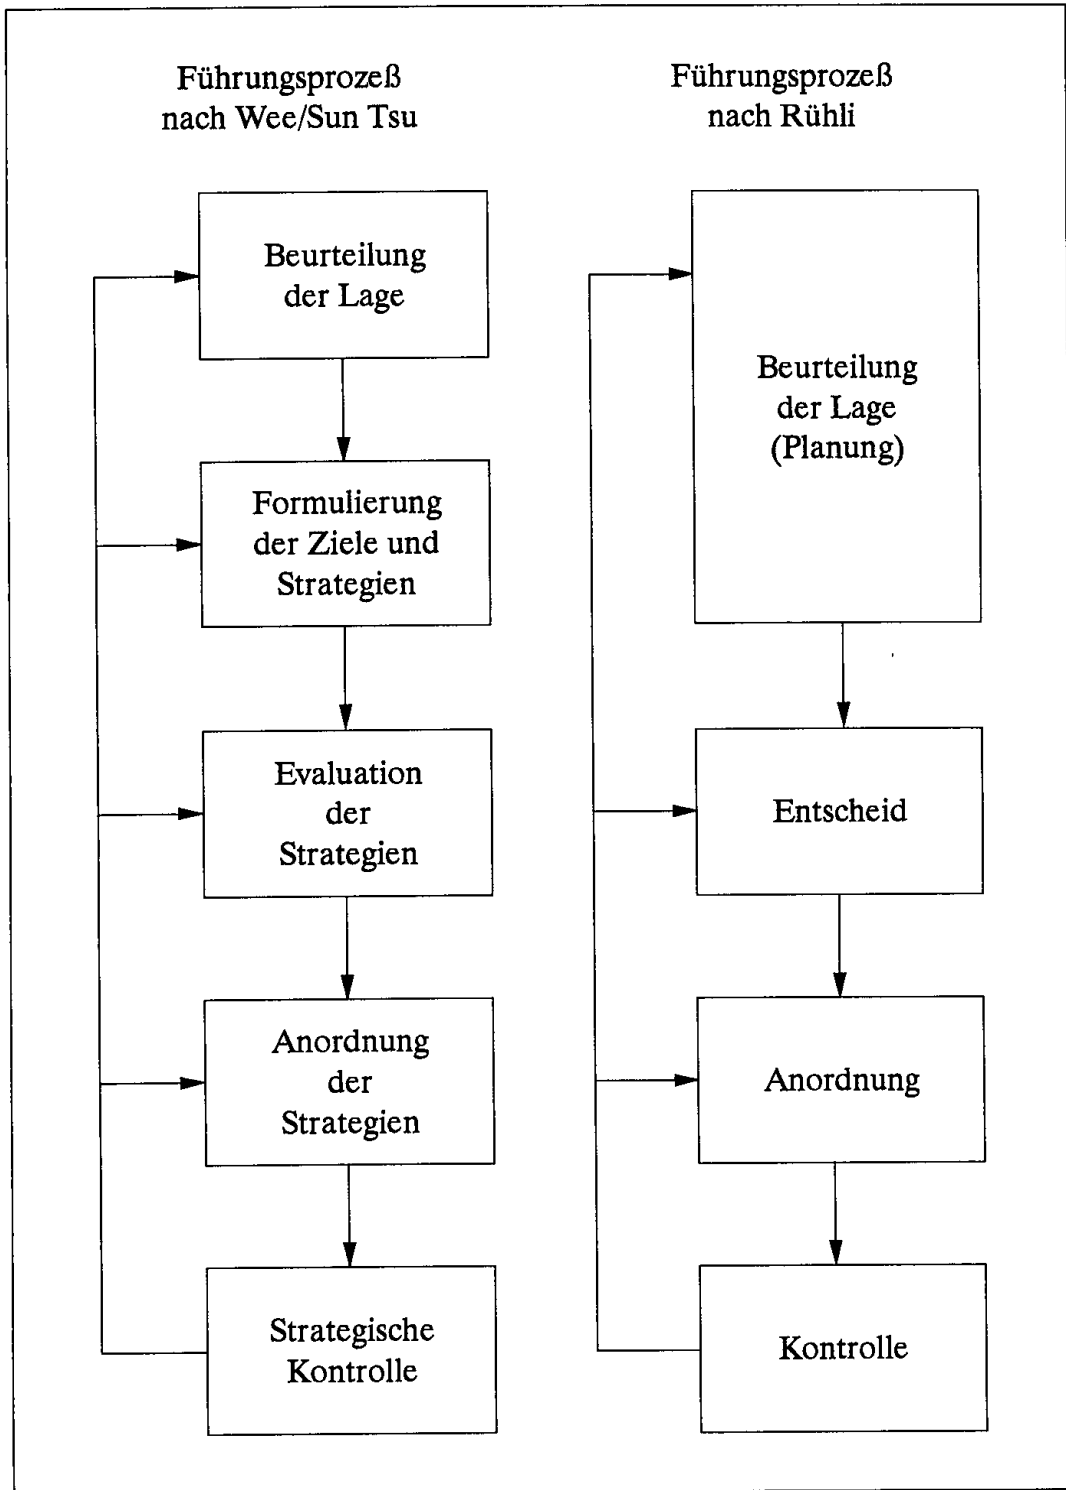 Führungsprozeß
nach Wee/Sun Tsu
Beurteilung
der Lage
Formulierung
der Ziele und
Strategien
Evaluation
der
Strategien
Anordnung
der
Strategien
Strategische
Kontrolle
Führungsprozeß
nach Rühli
Beurteilung
der Lage
(Planung)
Entscheid
Anordnung
Kontrolle